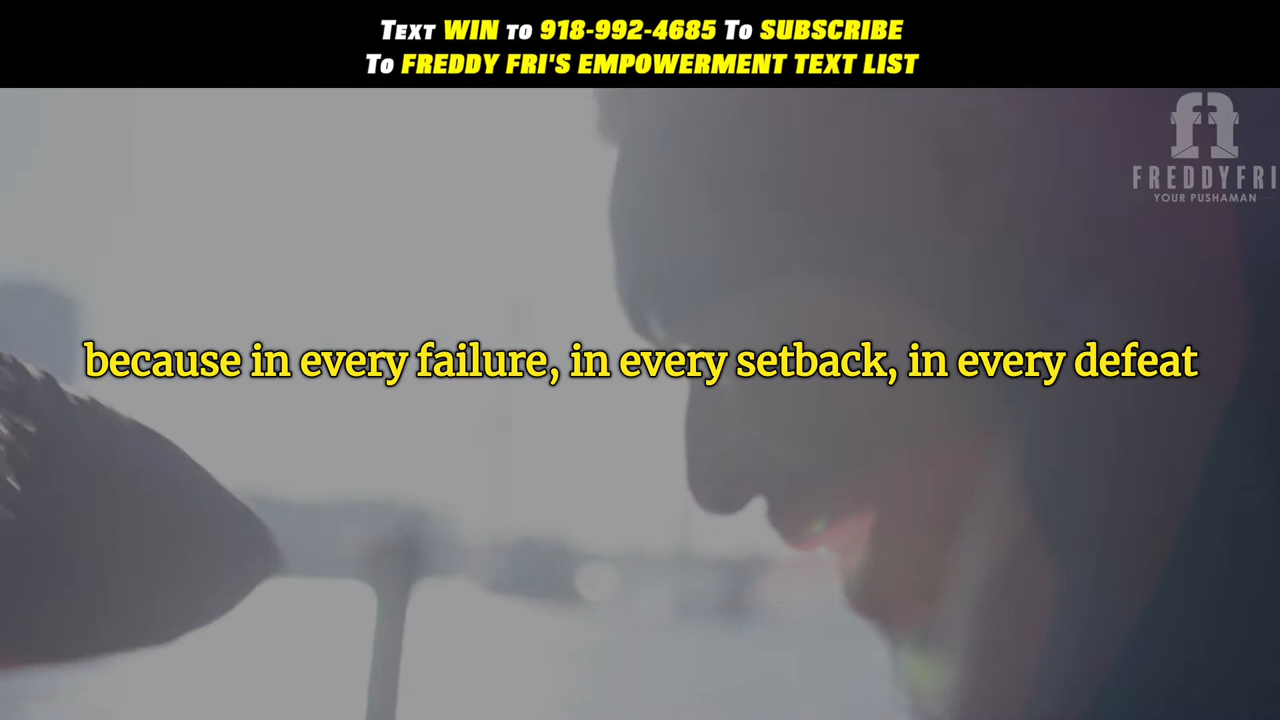 TEXT WIN TO 918-992-4685 TO SUBSCRIBE
TO FREDDY FRI'S EMPOWERMENT TEXT LIST
FREDDYFRI
YOUR PUSHAMAN
because in every failure, in every setback, in every defeat